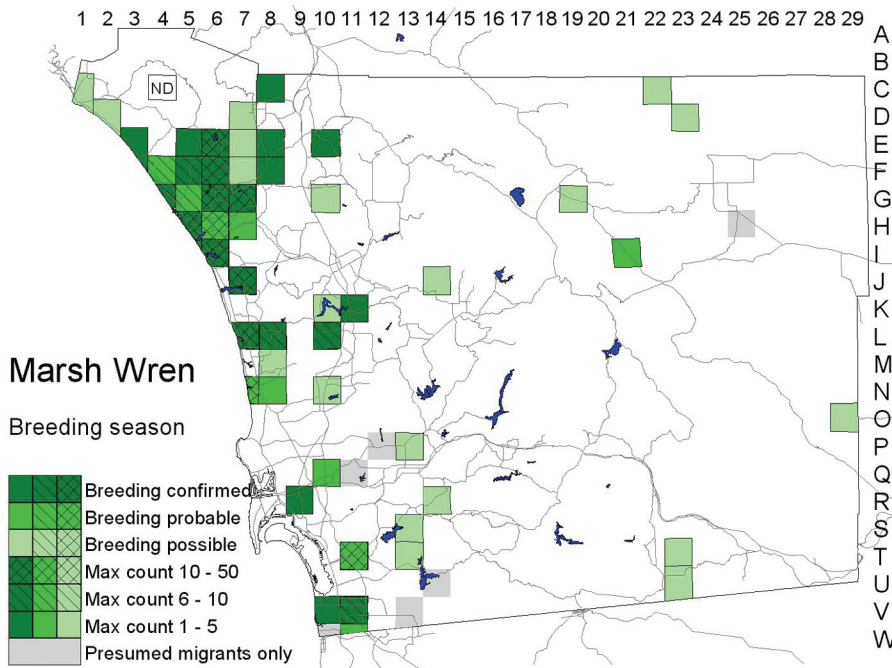 1 2 3 4 5 6 7 8 9 10 11 12 13 14 15 16 17 18 19 20 21 22 23 24 25 26 27 28 29
A
B
C
D
E
F
G
H
I
J
K
L
M
N
O
P
Q
R
S
T
U
V
W
ND
Marsh Wren
Breeding season
Breeding confirmed
Breeding probable
Breeding possible
Max count 10 - 50
Max count 6 - 10
Max count 1 - 5
Presumed migrants only